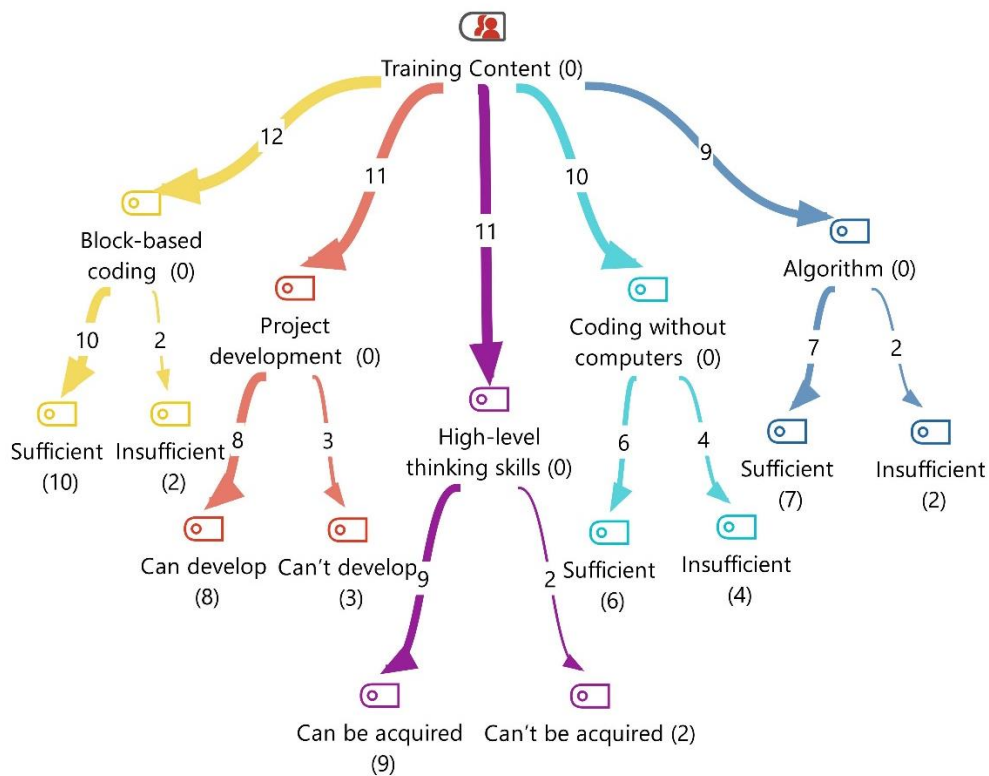 Training Content (0)
12
11
11
10
9
Block-based
coding (0)
10
2
Sufficient
(10)
Insufficient
(2)
Project
development (0)
8
3
Can develop
(8)
Can't develop
(3)
High-level
thinking skills (0)
9
2
Can be acquired
(9)
Can't be acquired (2)
Coding without
computers (0)
6
4
Sufficient
(6)
Insufficient
(4)
Algorithm (0)
7
2
Sufficient
(7)
Insufficient
(2)